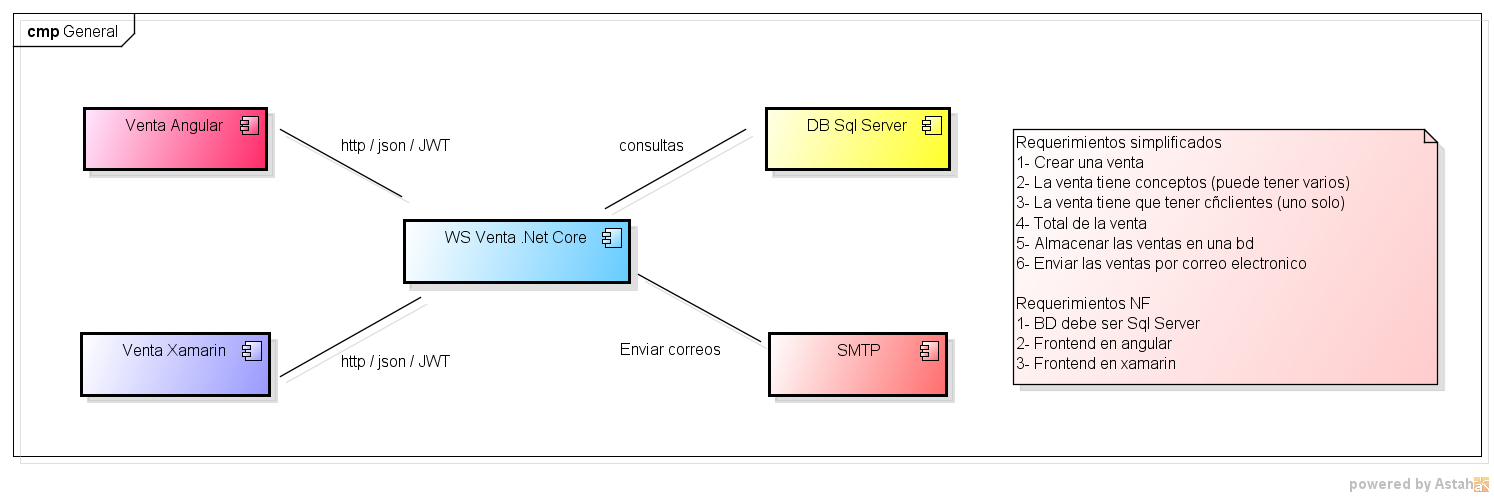 cmp General
Venta Angular
http / json / JWT
consultas
DB Sql Server
WS Venta .Net Core
Venta Xamarin
http / json / JWT
Enviar correos
SMTP
Requerimientos simplificados
1- Crear una venta
2- La venta tiene conceptos (puede tener varios)
3- La venta tiene que tener cñclientes (uno solo)
4- Total de la venta
5- Almacenar las ventas en una bd
6- Enviar las ventas por correo electronico
Requerimientos NF
1- BD debe ser Sql Server
2- Frontend en angular
3- Frontend en xamarin
powered by Astah